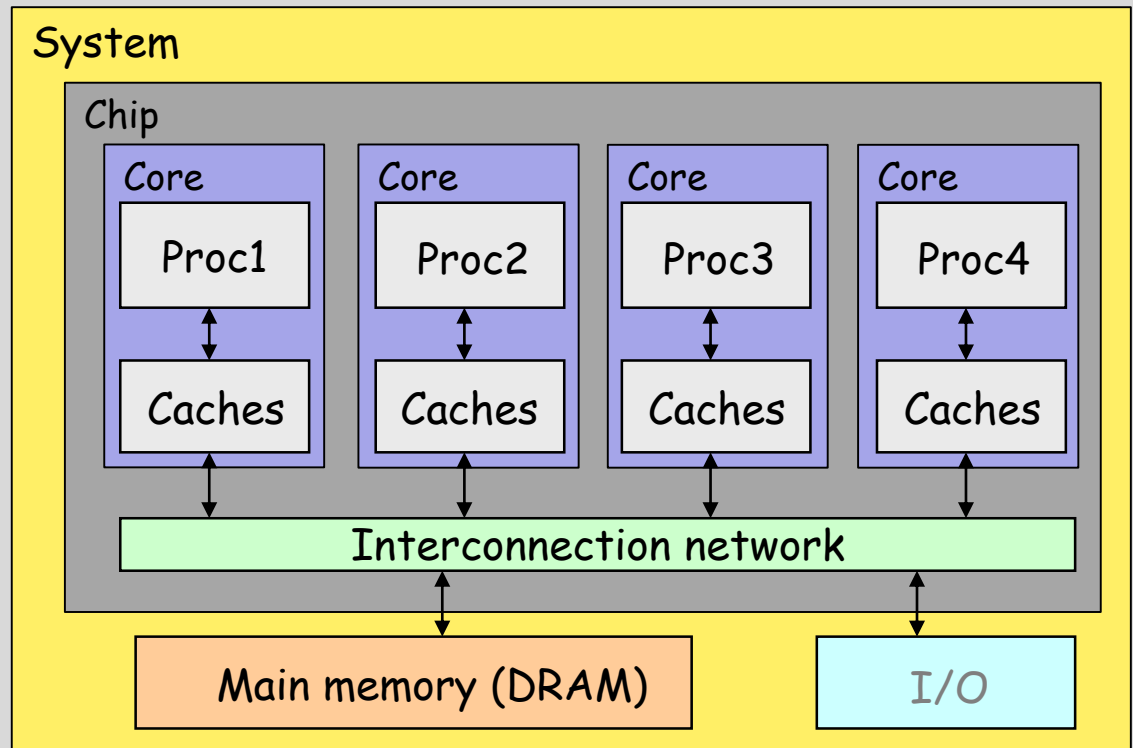 System
Chip
Core Core Core Core
Proc1 Proc2 Proc3 Proc4
Caches Caches Caches Caches
Interconnection network
Main memory (DRAM) I/O